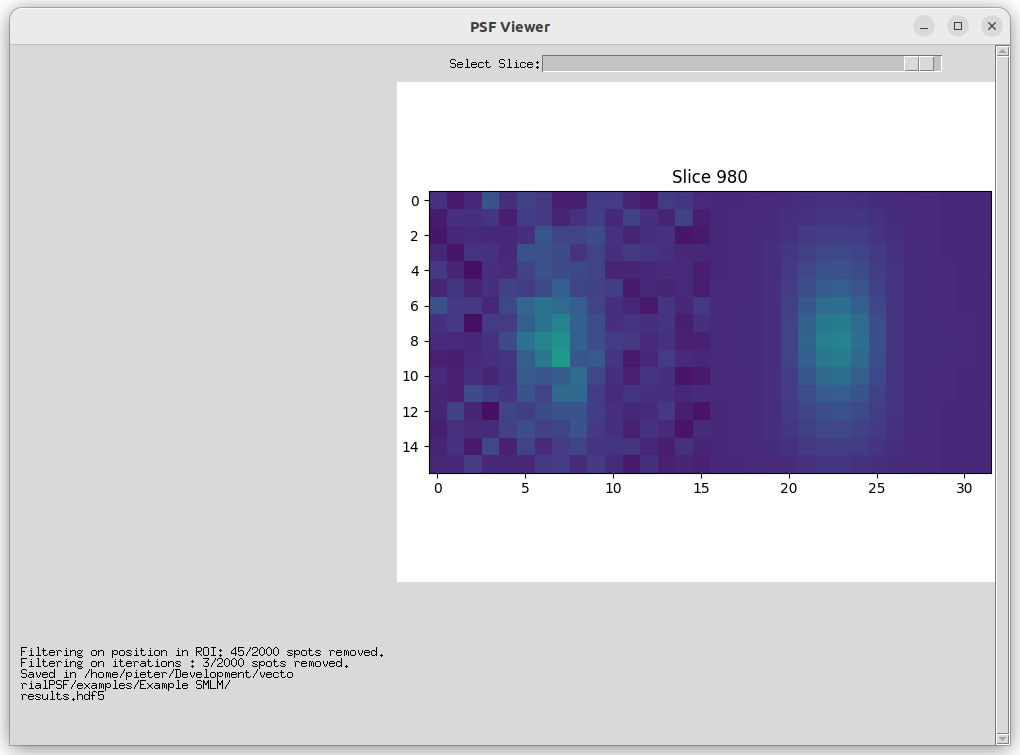 PSF Viewer
Select Slice:
Slice 980
0
2
4
6
8
10
12
14
0 5 10 15 20 25 30
Filtering on position in ROI: 45/2000 spots removed.
Filtering on iterations : 3/2000 spots removed.
Saved in /home/pieter/Development/vecto
rialPSF/examples/Example SMLM/
results.hdf5